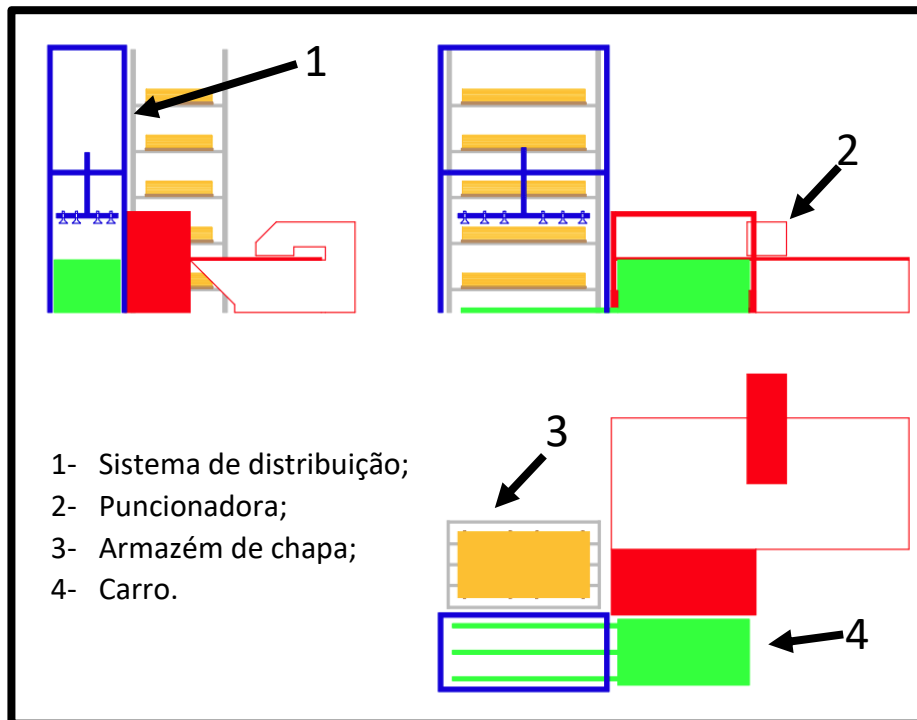 1
2
3
1- Sistema de distribuição;
2- Puncionadora;
3- Armazém de chapa;
4- Carro.
4